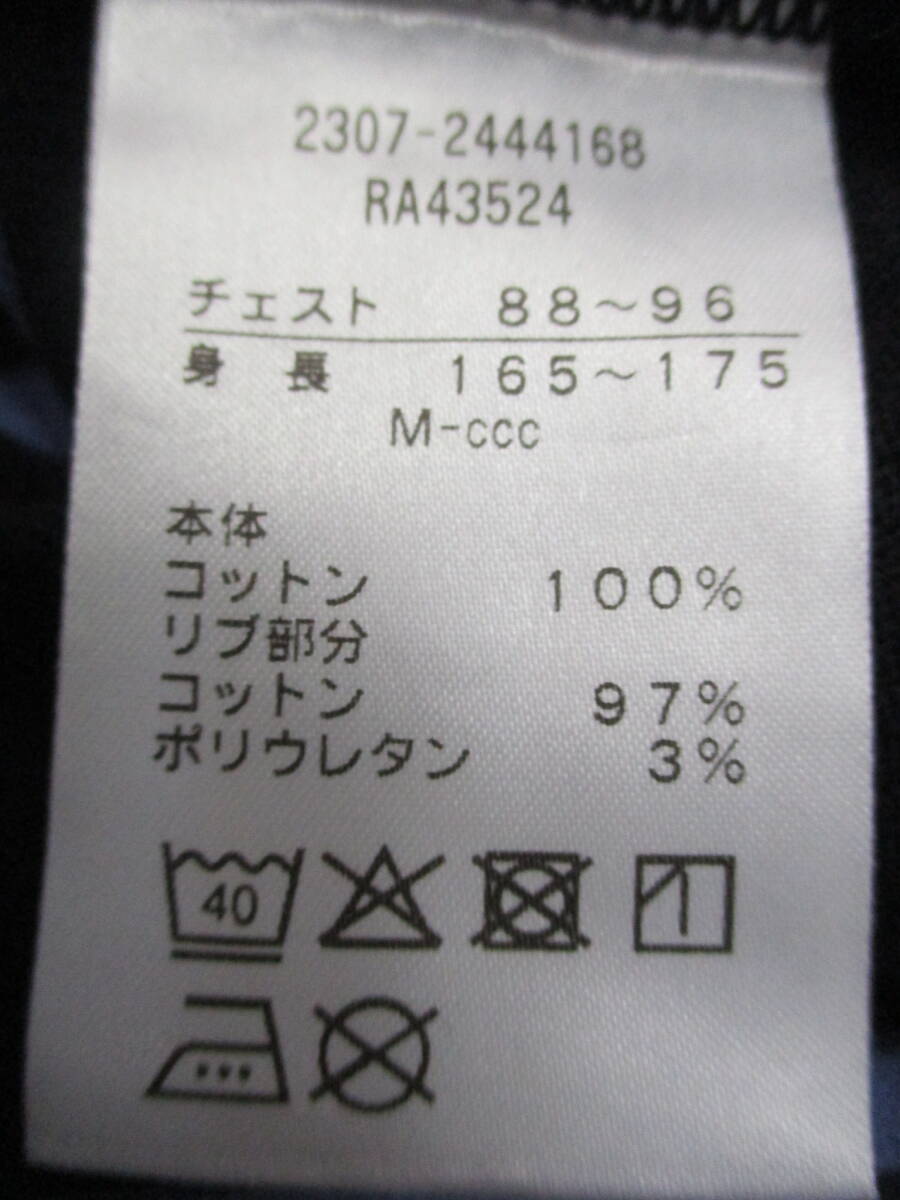 2307-2444168
RA43524
チェスト 88～96
身 長 165～175
M-ccc
本体
コットン 100%
リブ部分
コットン 97%
ポリウレタン 3%
40